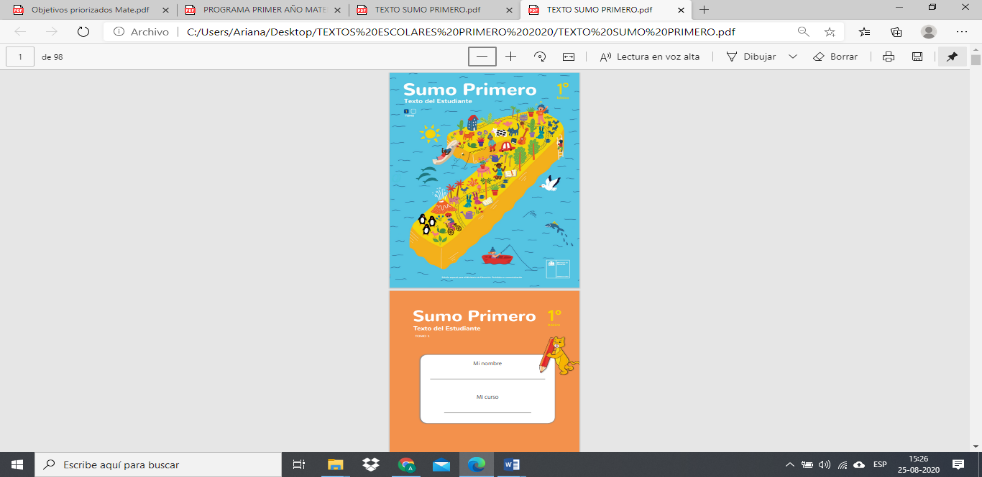 Objetivos priorizados Mate.pdf
PROGRAMA PRIMER AÑO MATE
TEXTO SUMO PRIMERO.pdf
TEXTO SUMO PRIMERO.pdf
Archivo
C:/Users/Ariana/Desktop/TEXTOS%20ESCOLARES%20PRIMERO%202020/TEXTO%20SUMO%20PRIMERO.pdf
1 de 98
Lectura en voz alta
Dibujar
Borrar
Sumo Primero 1°
Texto del Estudiante
Sumo Primero 1°
Texto del Estudiante
Mi nombre
Mi curso
Escribe aquí para buscar
ESP
15:26
25-08-2020